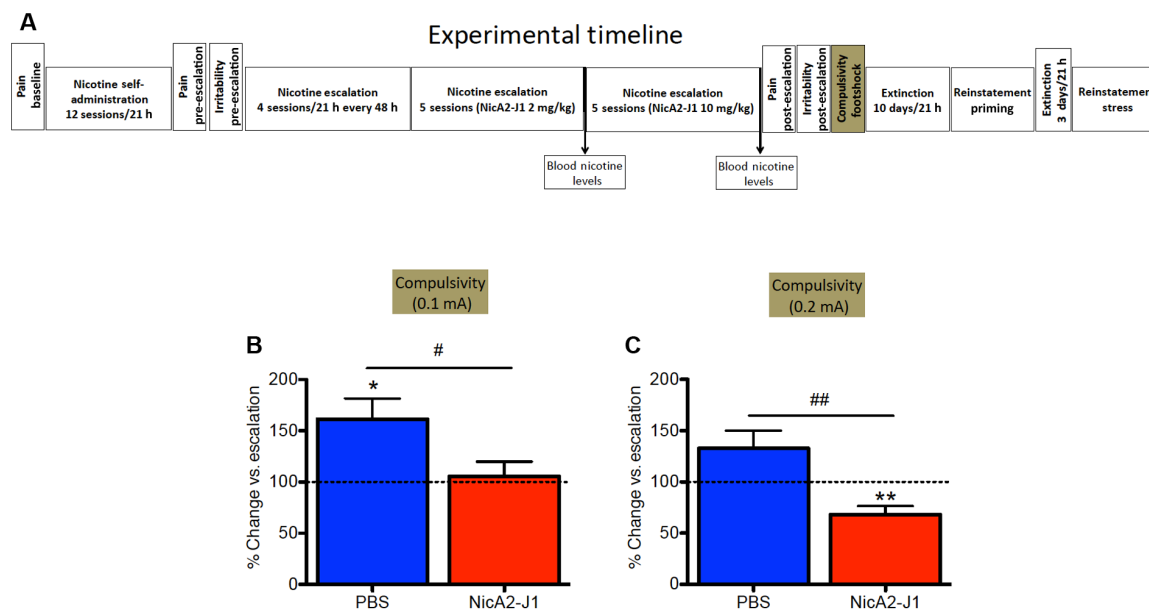 A
Experimental timeline
Pain
baseline
Nicotine self-
administration
12 sessions/21 h
Pain
pre-escalation
Irritability
pre-escalation
Nicotine escalation
4 sessions/21 h every 48 h
Nicotine escalation
5 sessions (NicA2-J1 2 mg/kg)
Nicotine escalation
5 sessions (NicA2-J1 10 mg/kg)
Pain
post-escalation
Irritability
post-escalation
Compulsivity
footshock
Extinction
10 days/21 h
Reinstatement
priming
Extinction
3 days/21 h
Reinstatement
stress
Blood nicotine
levels
Blood nicotine
levels
Compulsivity
(0.1 mA)
Compulsivity
(0.2 mA)
B
#
*
% Change vs. escalation
200
150
100
50
0
PBS
NicA2-J1
C
##
**
% Change vs. escalation
200
150
100
50
0
PBS
NicA2-J1